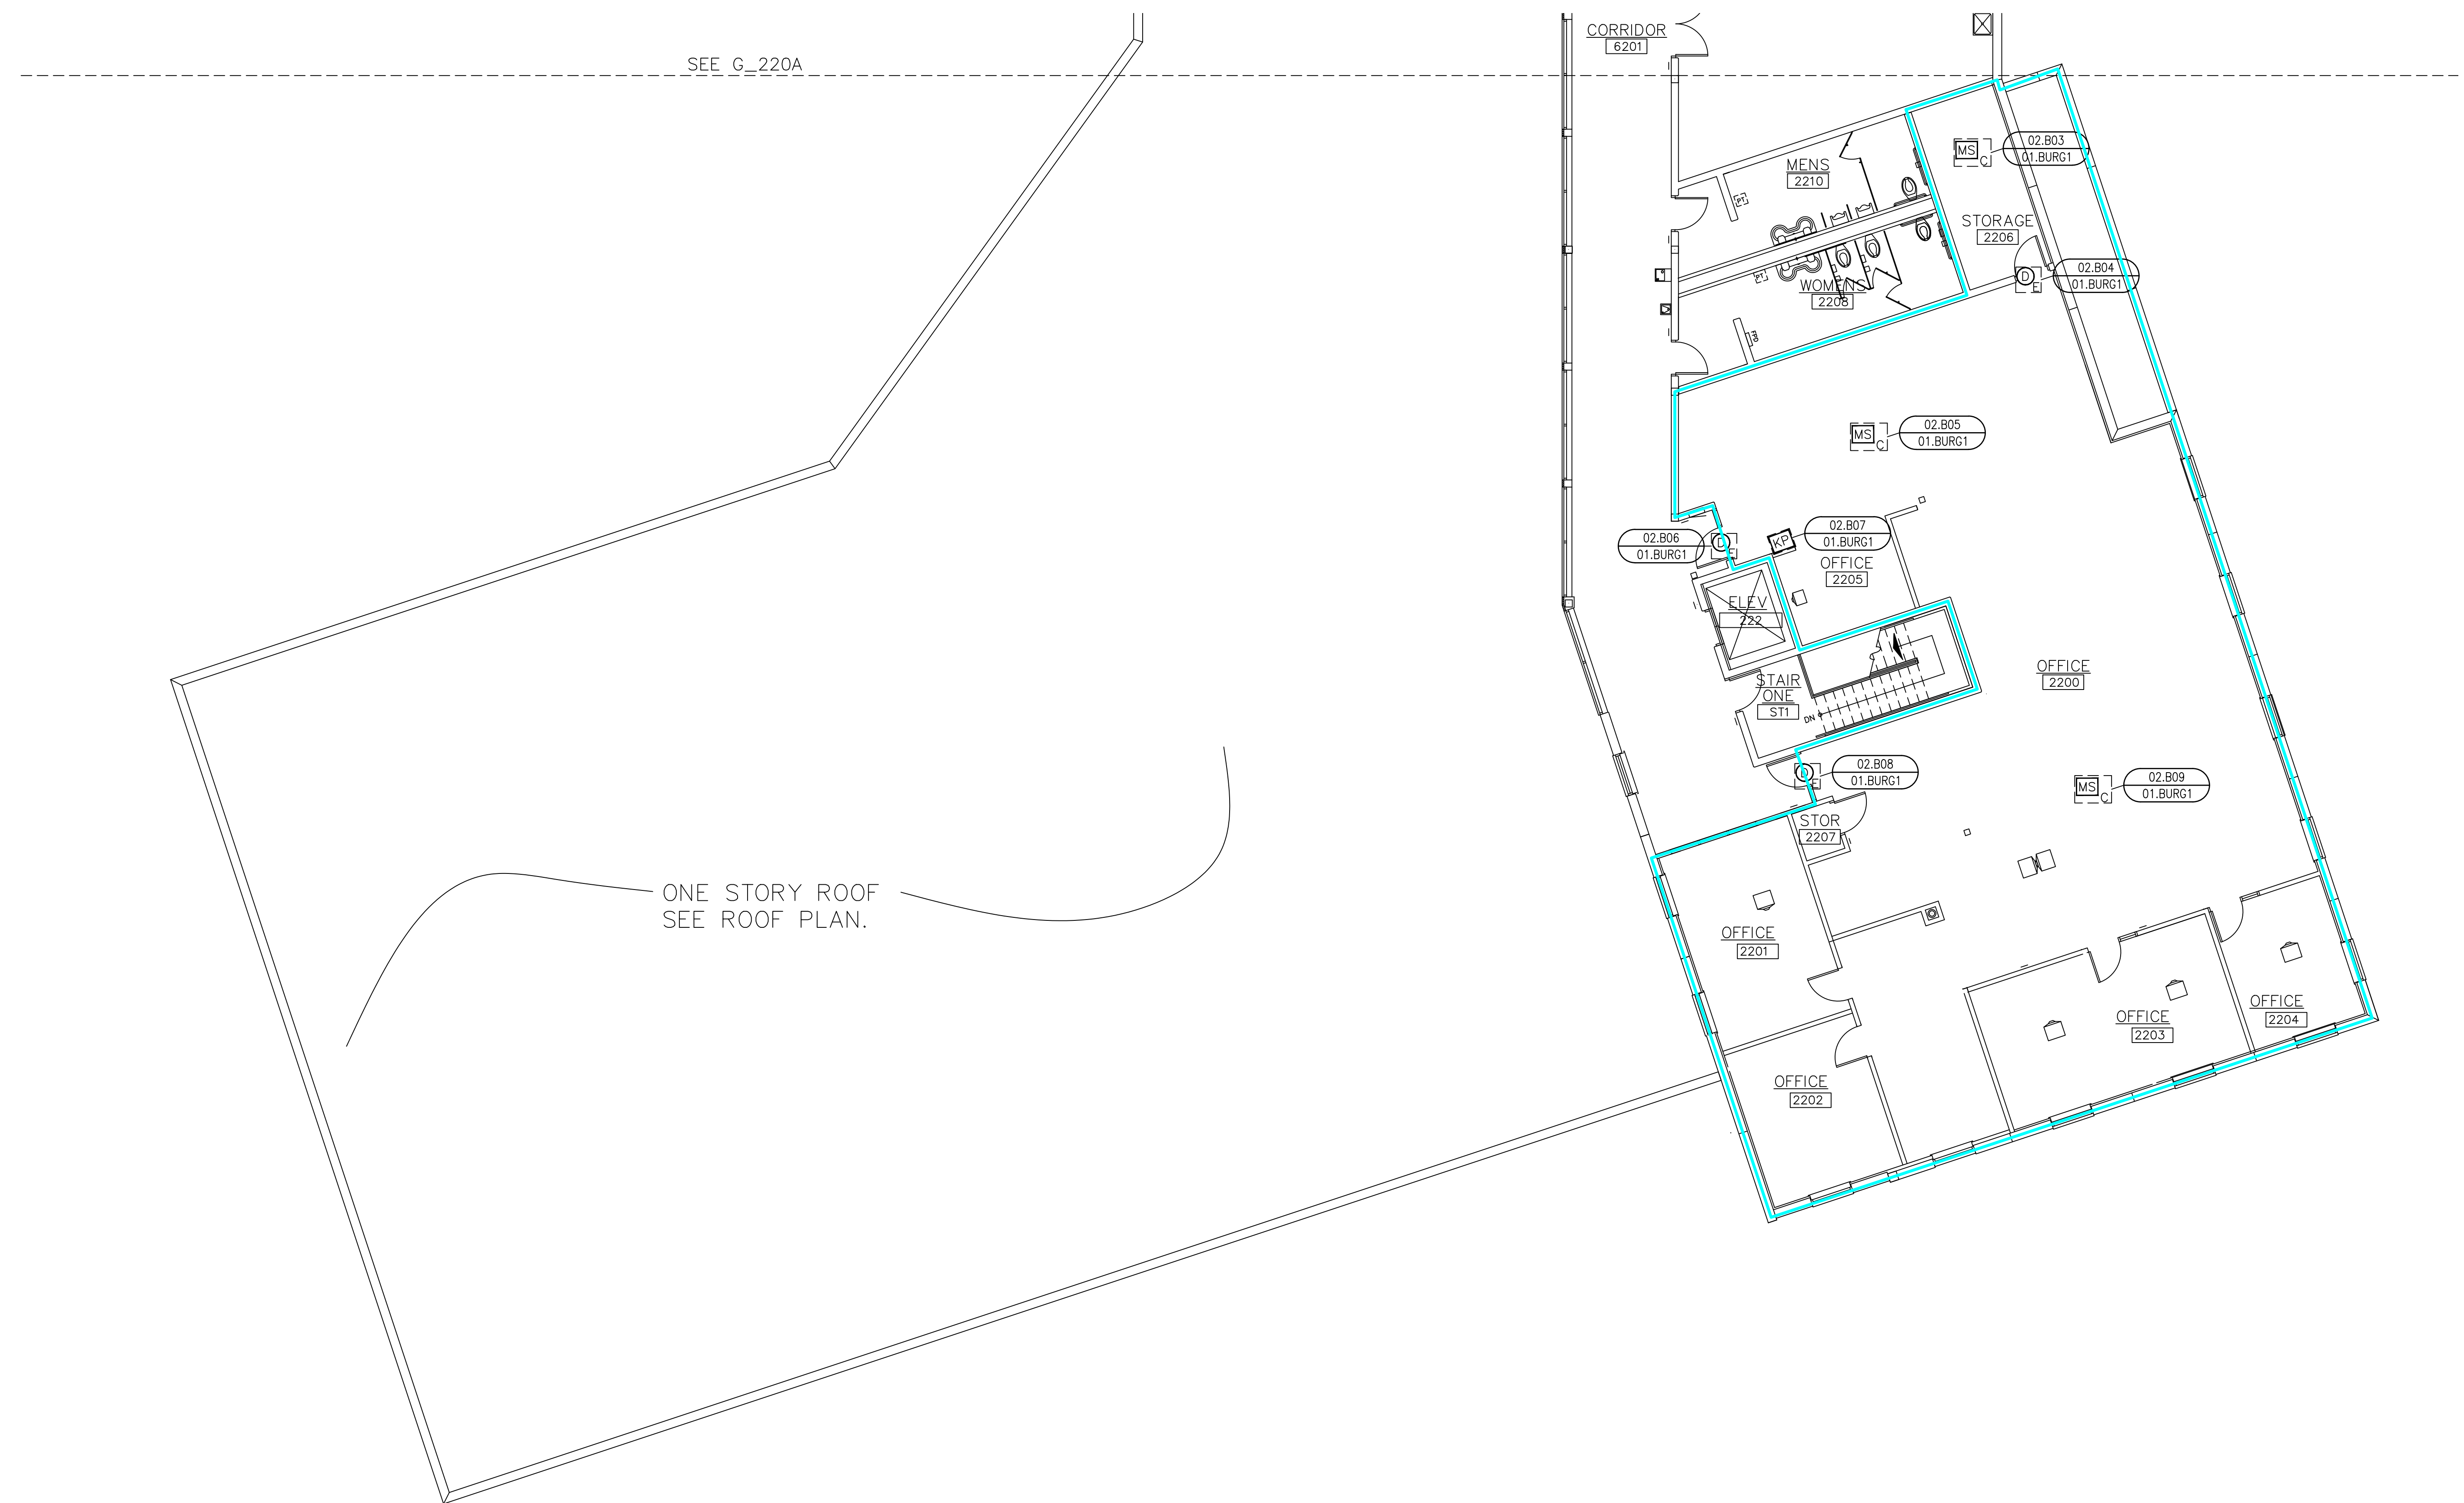 CORRIDOR
6201
SEE G_220A
MENS
2210
PT
MS
C
02.B03
01.BURG1
STORAGE
2206
D
E
02.B04
01.BURG1
PT
WOMENS
2208
FPD
MS
C
02.B05
01.BURG1
02.B06
01.BURG1
D
E
KP
02.B07
01.BURG1
OFFICE
2205
ELEV
222
STAIR
ONE
ST1
DN
OFFICE
2200
D
E
02.B08
01.BURG1
MS
C
02.B09
01.BURG1
STOR
2207
ONE STORY ROOF
SEE ROOF PLAN.
OFFICE
2201
OFFICE
2202
OFFICE
2203
OFFICE
2204